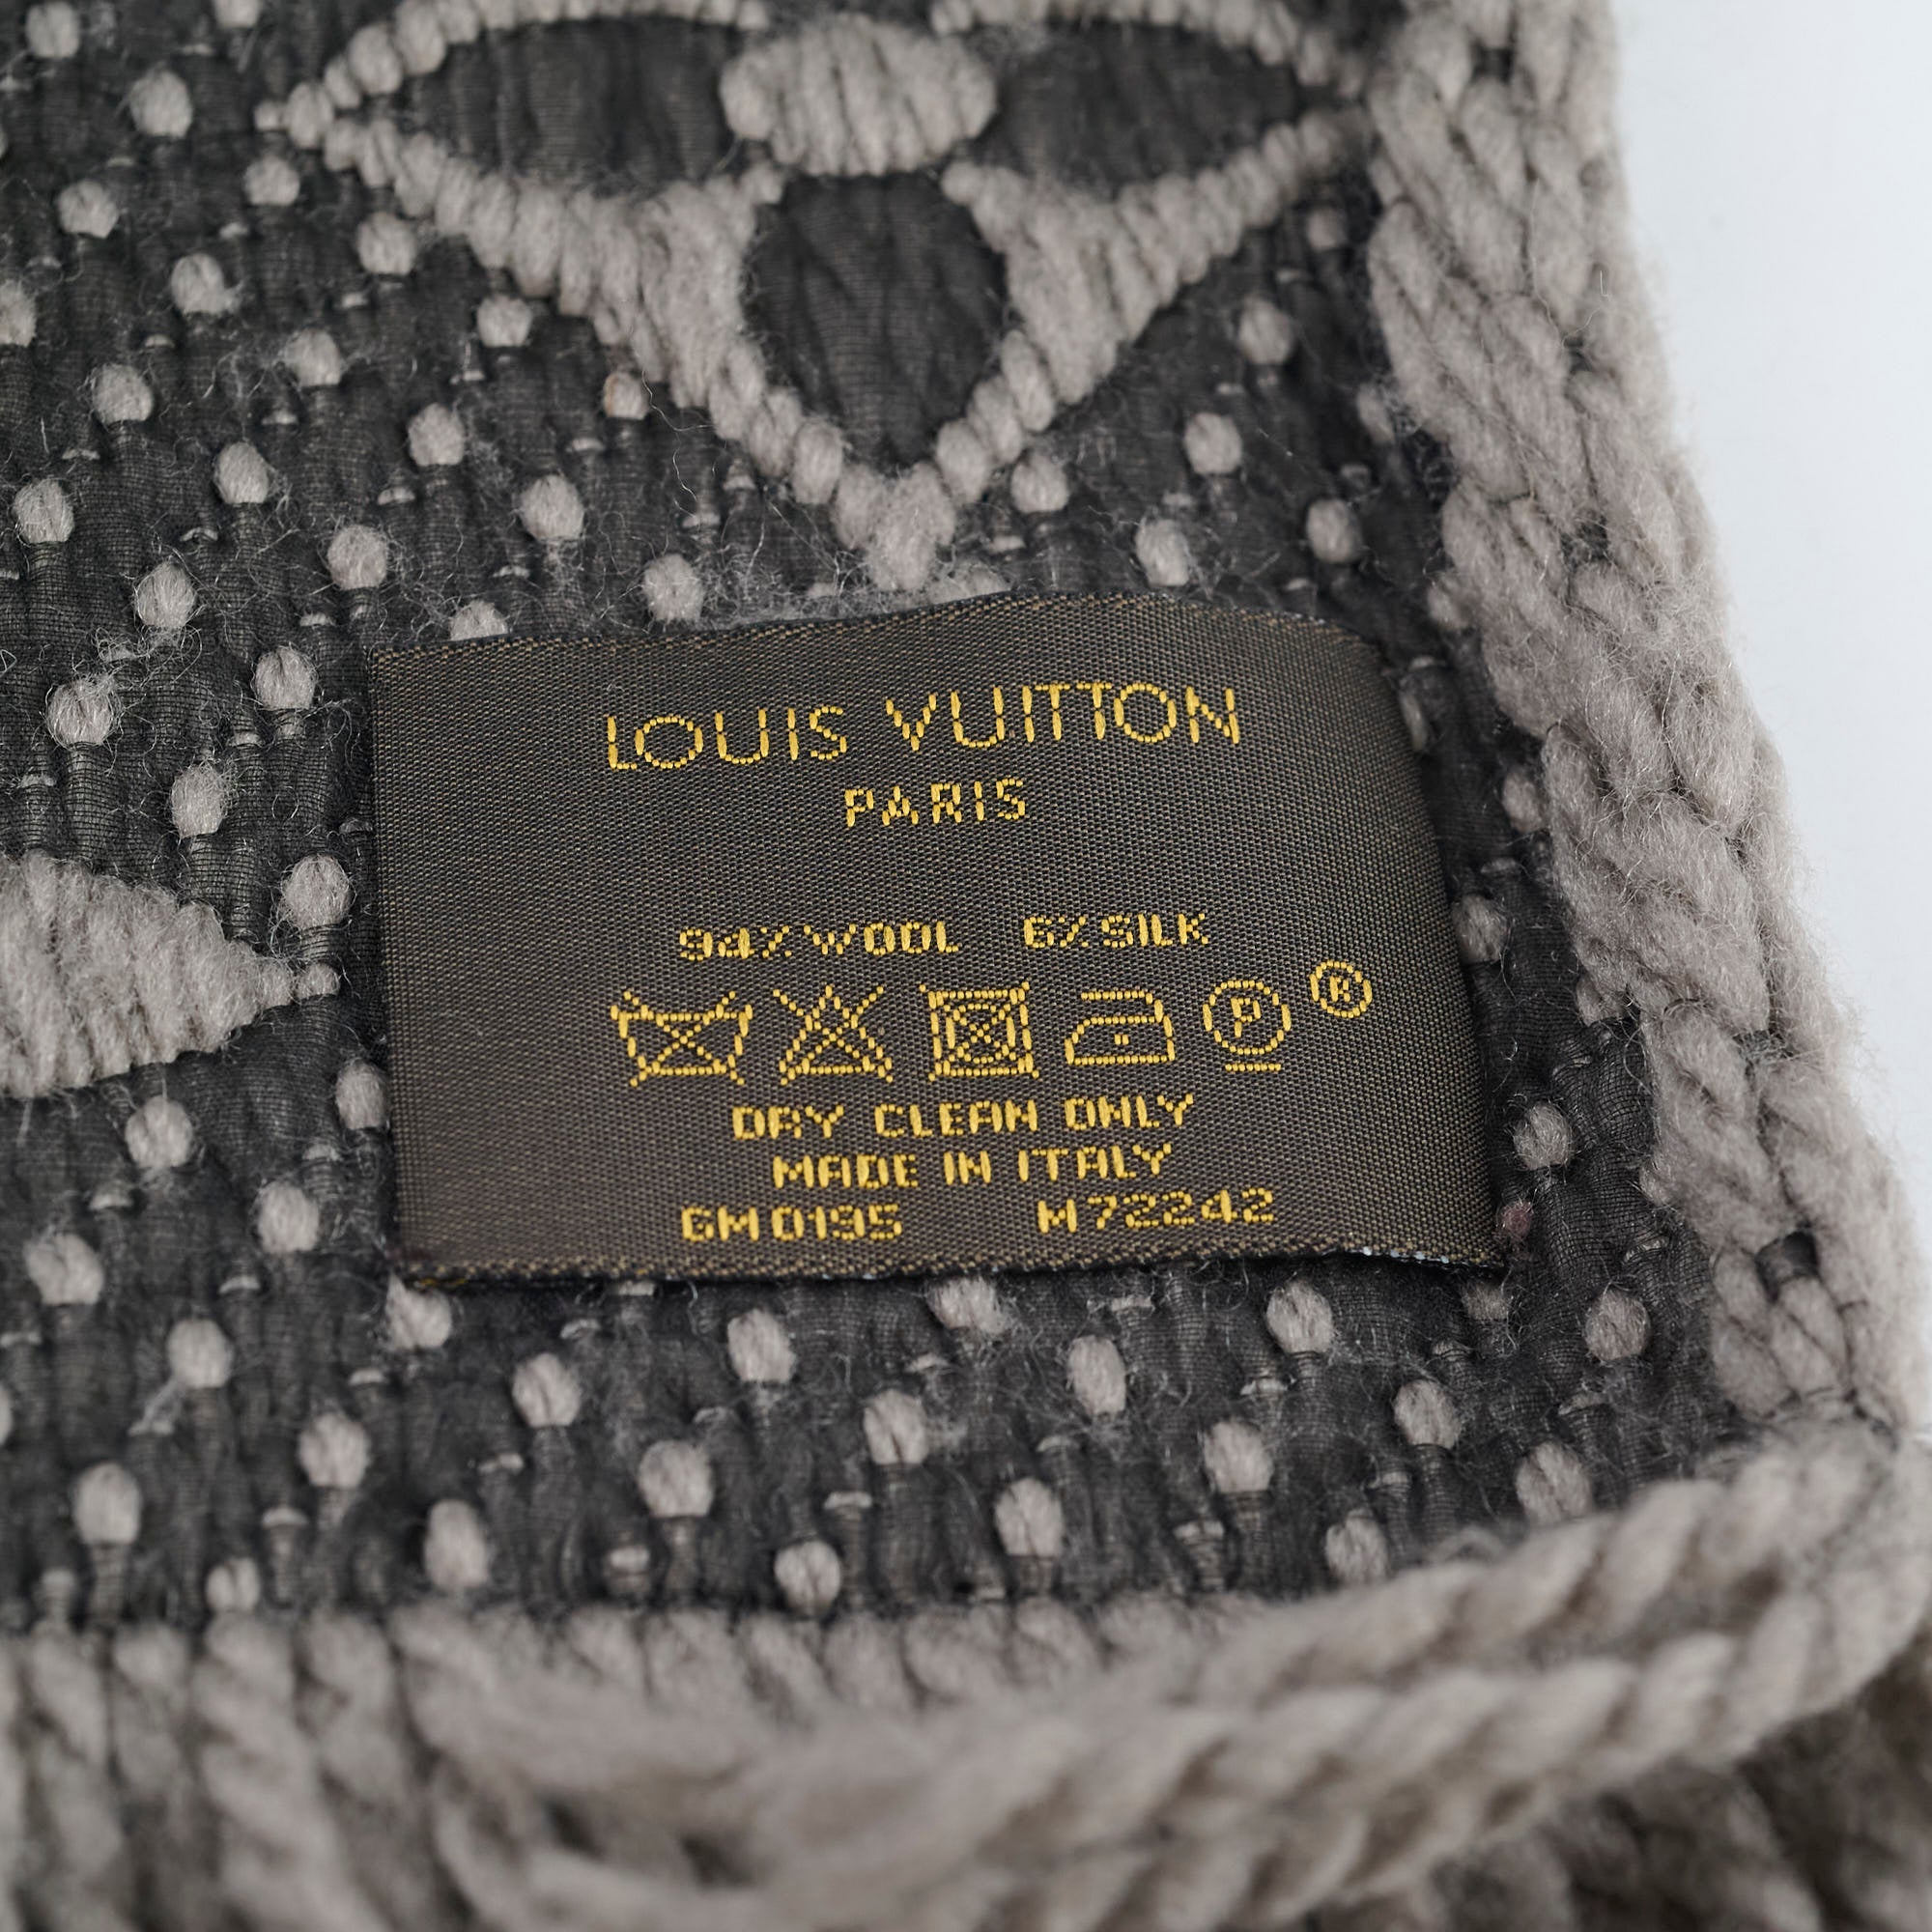 LOUIS VUITTON
PARIS
94% WOOL 6% SILK
P ®
DRY CLEAN ONLY
MADE IN ITALY
GM0195 M72242